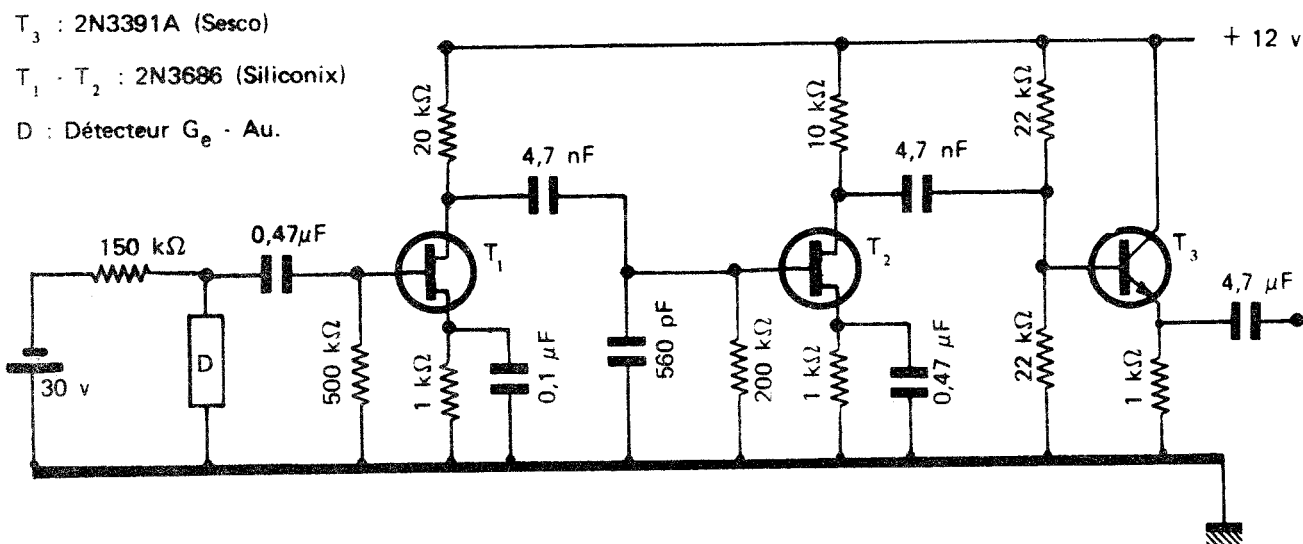 T₃ : 2N3391A (Sesco)
T₁ - T₂ : 2N3686 (Siliconix)
D : Détecteur Gₑ - Au.
+ 12 v
20 kΩ
10 kΩ
22 kΩ
4,7 nF
4,7 nF
150 kΩ
0,47μF
T₁
T₂
T₃
4,7 μF
30 v
D
500 kΩ
1 kΩ
0,1 μF
560 pF
200 kΩ
1 kΩ
0,47 μF
22 kΩ
1 kΩ